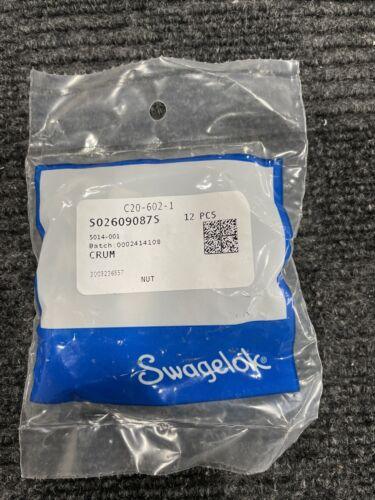 C20-602-1
S02609087S 12 PCS
5014-001
Batch 0002414108
CRUM
NUT
Swagelok®